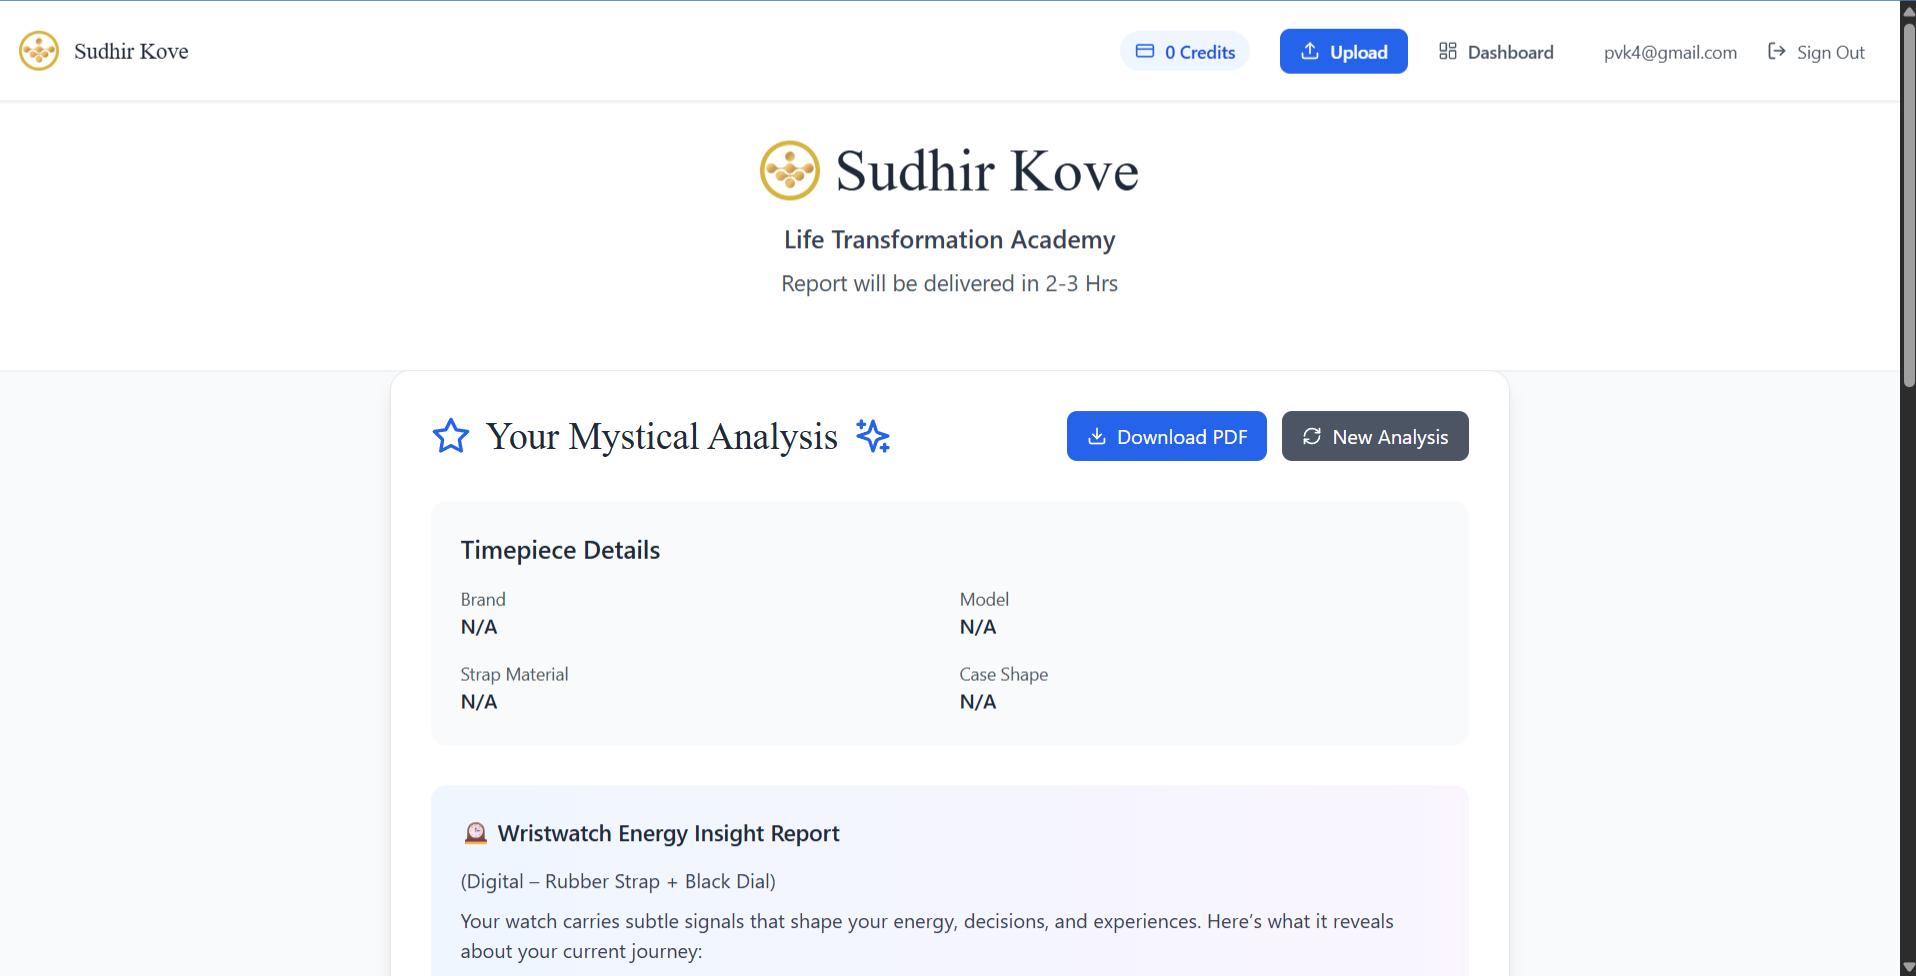 Sudhir Kove
0 Credits
Upload
Dashboard
pvk4@gmail.com
Sign Out
Sudhir Kove
Life Transformation Academy
Report will be delivered in 2-3 Hrs
Your Mystical Analysis
Download PDF
New Analysis
Timepiece Details
Brand
N/A
Model
N/A
Strap Material
N/A
Case Shape
N/A
Wristwatch Energy Insight Report
(Digital – Rubber Strap + Black Dial)
Your watch carries subtle signals that shape your energy, decisions, and experiences. Here’s what it reveals
about your current journey: